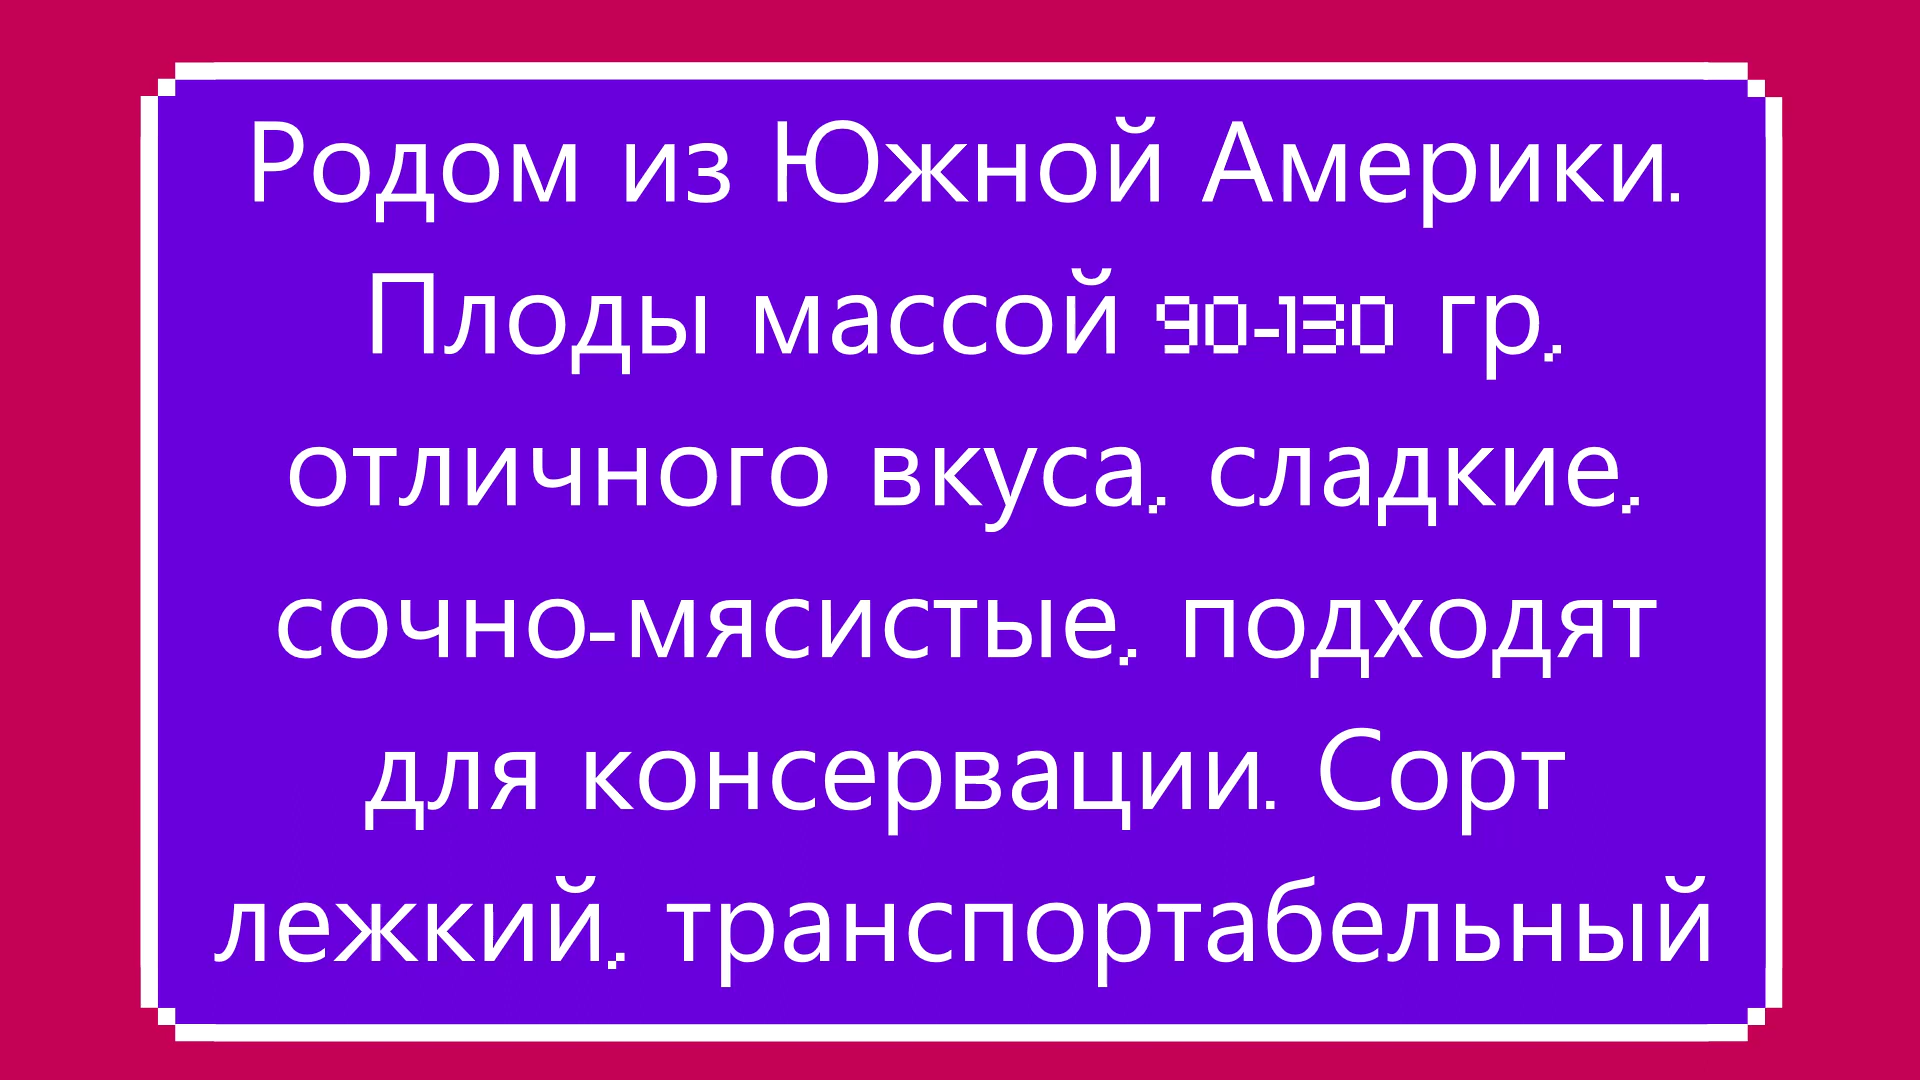 Родом из Южной Америки.
Плоды массой 90-130 гр,
отличного вкуса, сладкие,
сочно-мясистые, подходят
для консервации. Сорт
лежкий, транспортабельный